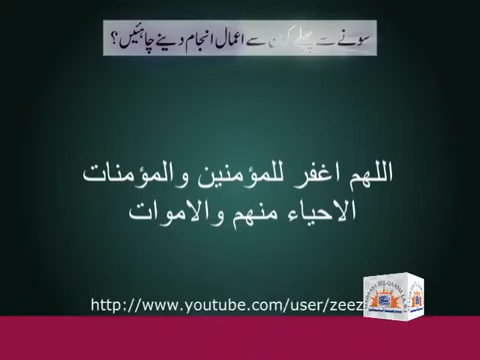 سونے سے پہلے کون سے اعمال انجام دینے چاہئیں؟
اللهم اغفر للمؤمنين والمؤمنات
الاحياء منهم والاموات
http://www.youtube.com/user/zeez